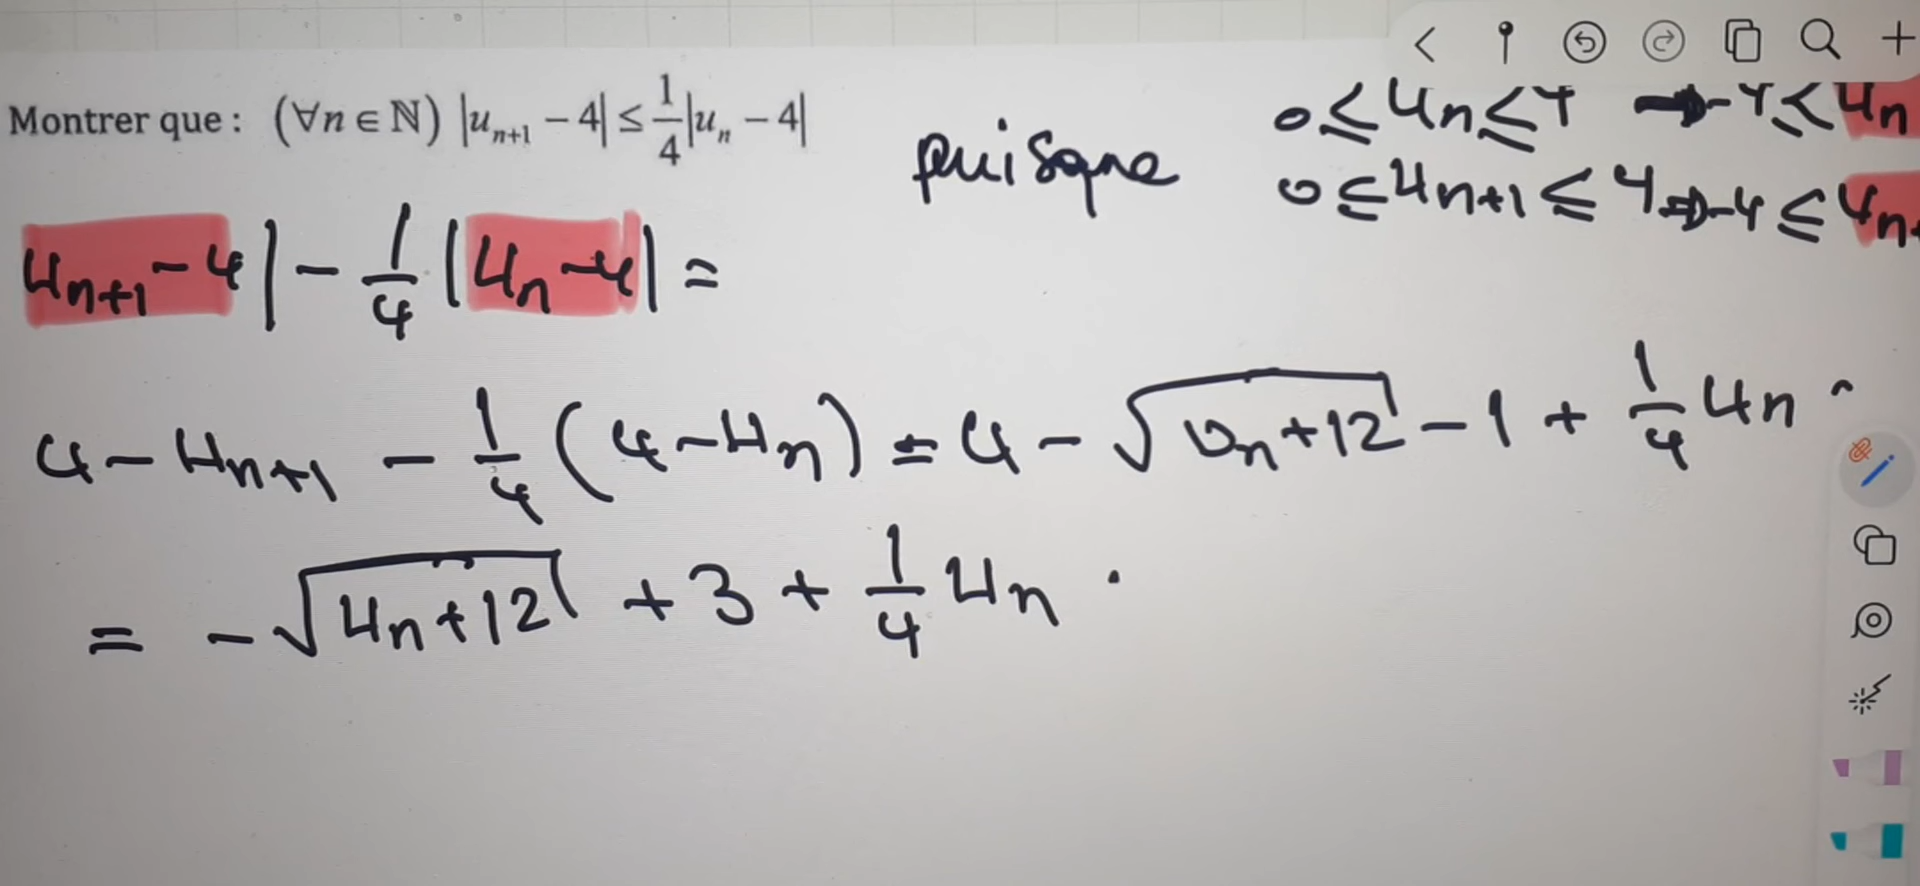 Montrer que : (∀n ∈ ℕ) |uₙ₊₁ − 4| ≤ 1/4 |uₙ − 4|
puisque
0 ≤ Uₙ ≤ 4 ⇒ -4 ≤ Uₙ
0 ≤ Uₙ₊₁ ≤ 4 ⇒ -4 ≤ Uₙ₊
Uₙ₊₁ - 4| - 1/4 |Uₙ - 4| =
4 - Uₙ₊₁ - 1/4 (4 - Uₙ) = 4 - √(Uₙ + 12) - 1 + 1/4 Uₙ
= - √(Uₙ + 12) + 3 + 1/4 Uₙ .